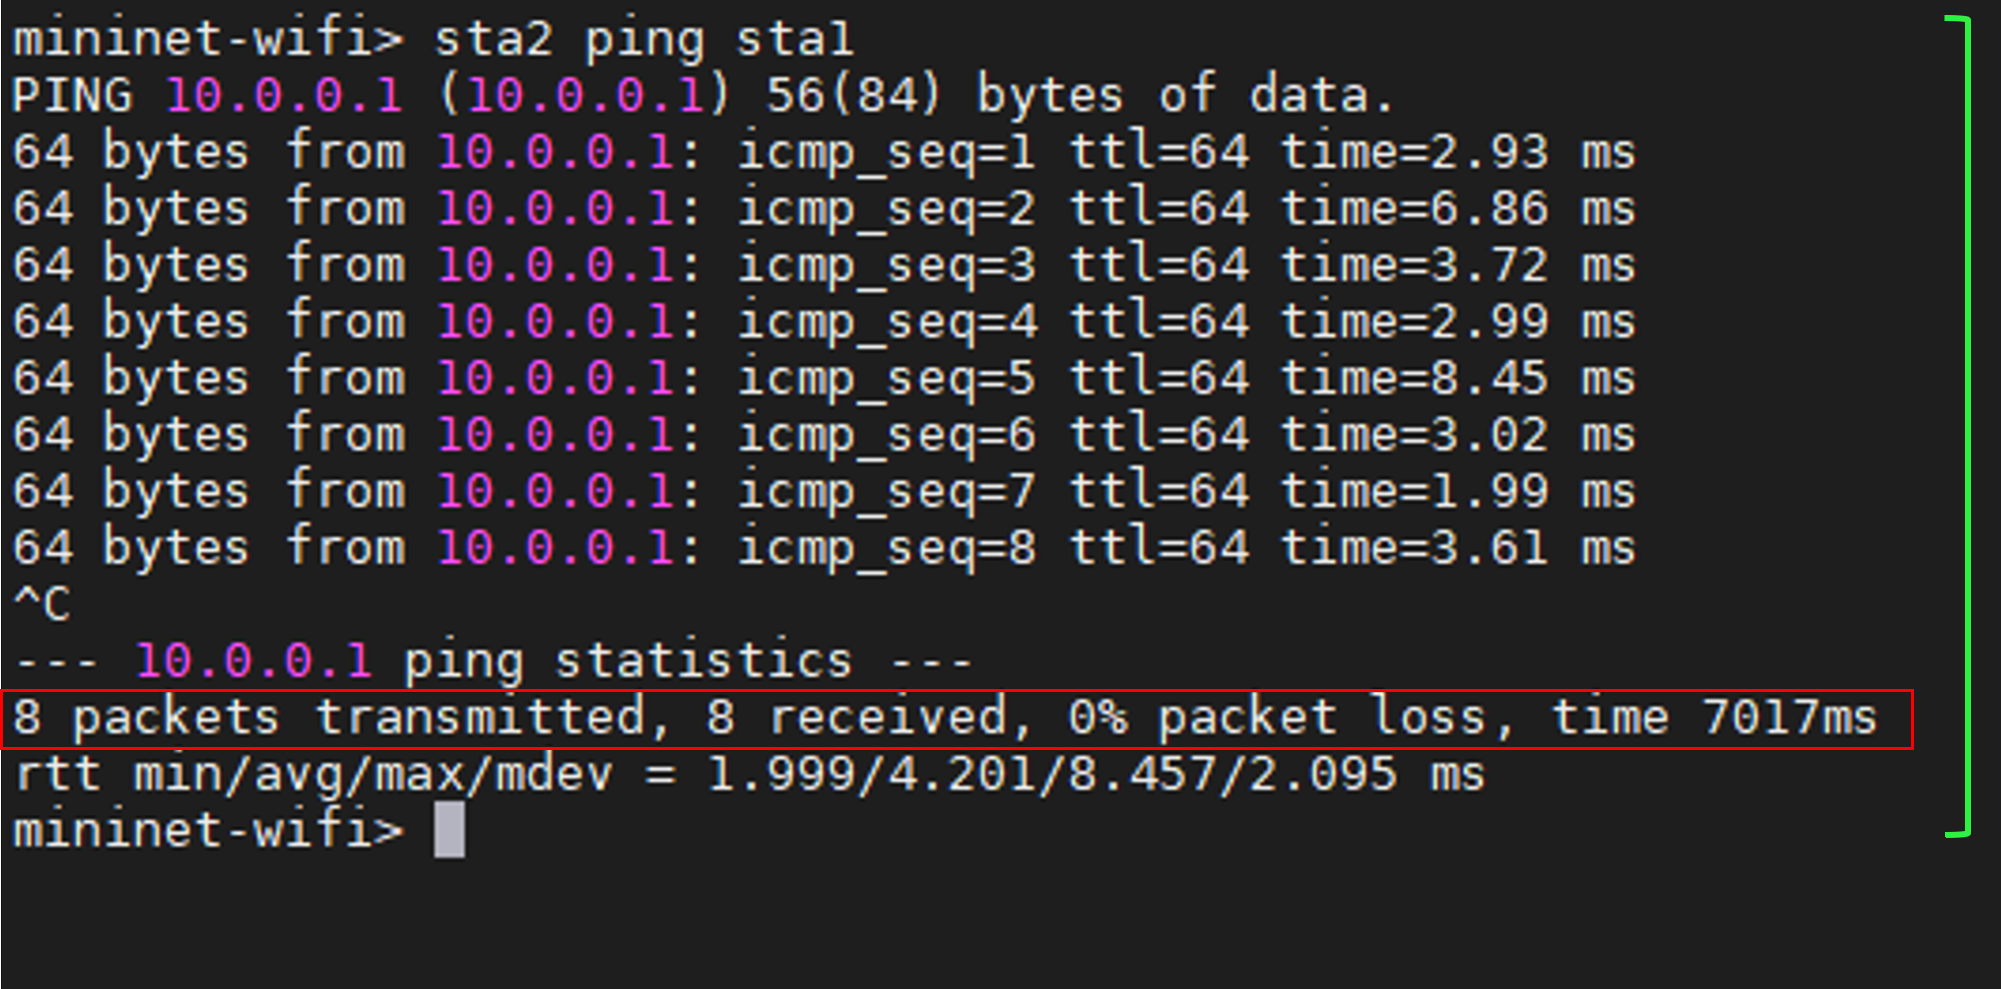 mininet-wifi> sta2 ping sta1
PING 10.0.0.1 (10.0.0.1) 56(84) bytes of data.
64 bytes from 10.0.0.1: icmp_seq=1 ttl=64 time=2.93 ms
64 bytes from 10.0.0.1: icmp_seq=2 ttl=64 time=6.86 ms
64 bytes from 10.0.0.1: icmp_seq=3 ttl=64 time=3.72 ms
64 bytes from 10.0.0.1: icmp_seq=4 ttl=64 time=2.99 ms
64 bytes from 10.0.0.1: icmp_seq=5 ttl=64 time=8.45 ms
64 bytes from 10.0.0.1: icmp_seq=6 ttl=64 time=3.02 ms
64 bytes from 10.0.0.1: icmp_seq=7 ttl=64 time=1.99 ms
64 bytes from 10.0.0.1: icmp_seq=8 ttl=64 time=3.61 ms
^C
--- 10.0.0.1 ping statistics ---
8 packets transmitted, 8 received, 0% packet loss, time 7017ms
rtt min/avg/max/mdev = 1.999/4.201/8.457/2.095 ms
mininet-wifi>